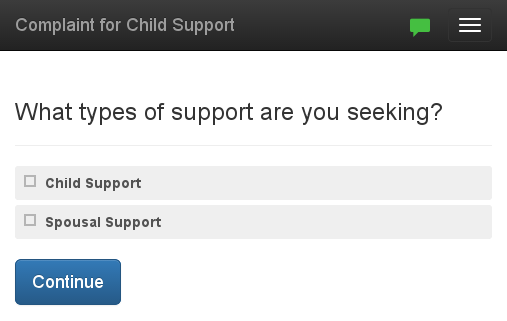 Complaint for Child Support
What types of support are you seeking?
Child Support
Spousal Support
Continue